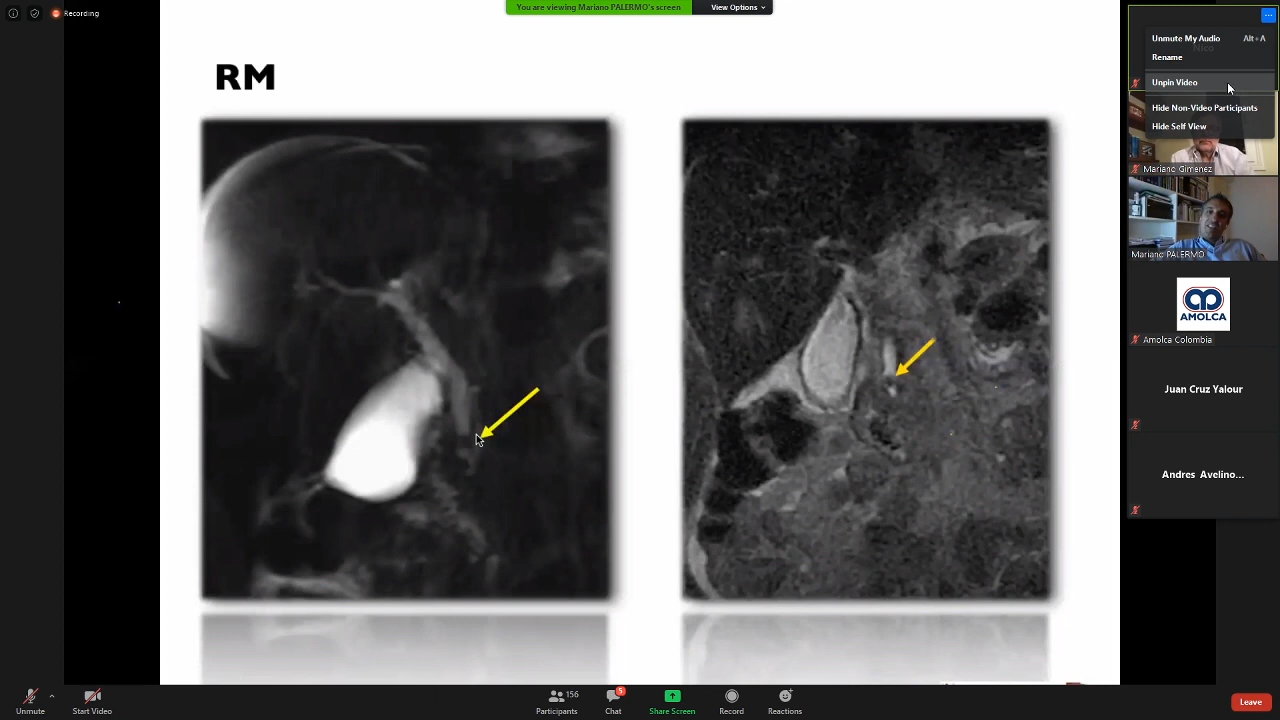 Recording
You are viewing Mariano PALERMO's screen
View Options
RM
Unmute My Audio Alt+A
Rename
Unpin Video
Hide Non-Video Participants
Hide Self View
Nico
Mariano Gimenez
Mariano PALERMO
AMOLCA
Amolca Colombia
Juan Cruz Yalour
Andres Avelino...
Unmute
Start Video
156
Participants
5
Chat
Share Screen
Record
Reactions
Leave